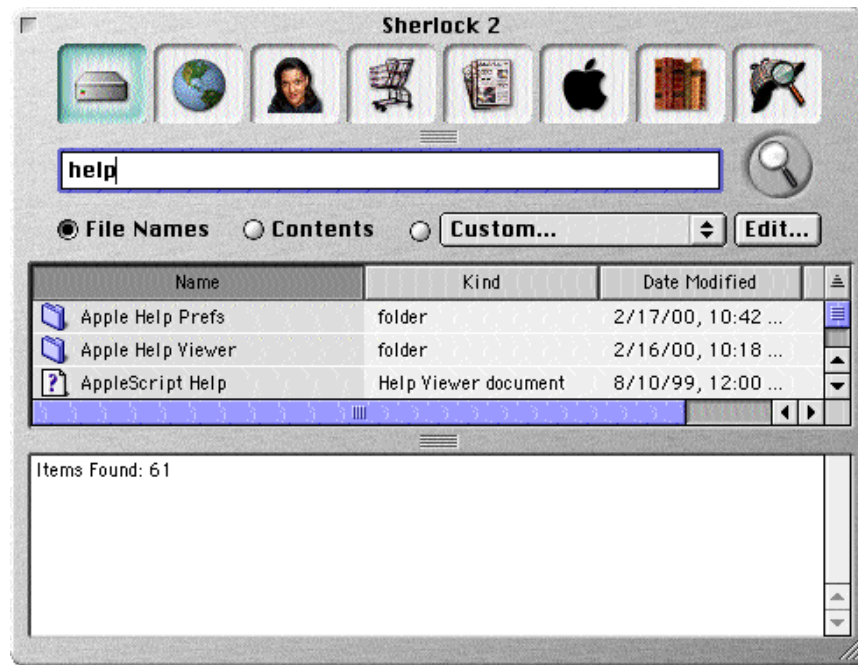 Sherlock 2
help
File Names Contents Custom... Edit...
Name Kind Date Modified
Apple Help Prefs folder 2/17/00, 10:42 ...
Apple Help Viewer folder 2/16/00, 10:18 ...
AppleScript Help Help Viewer document 8/10/99, 12:00 ...
Items Found: 61